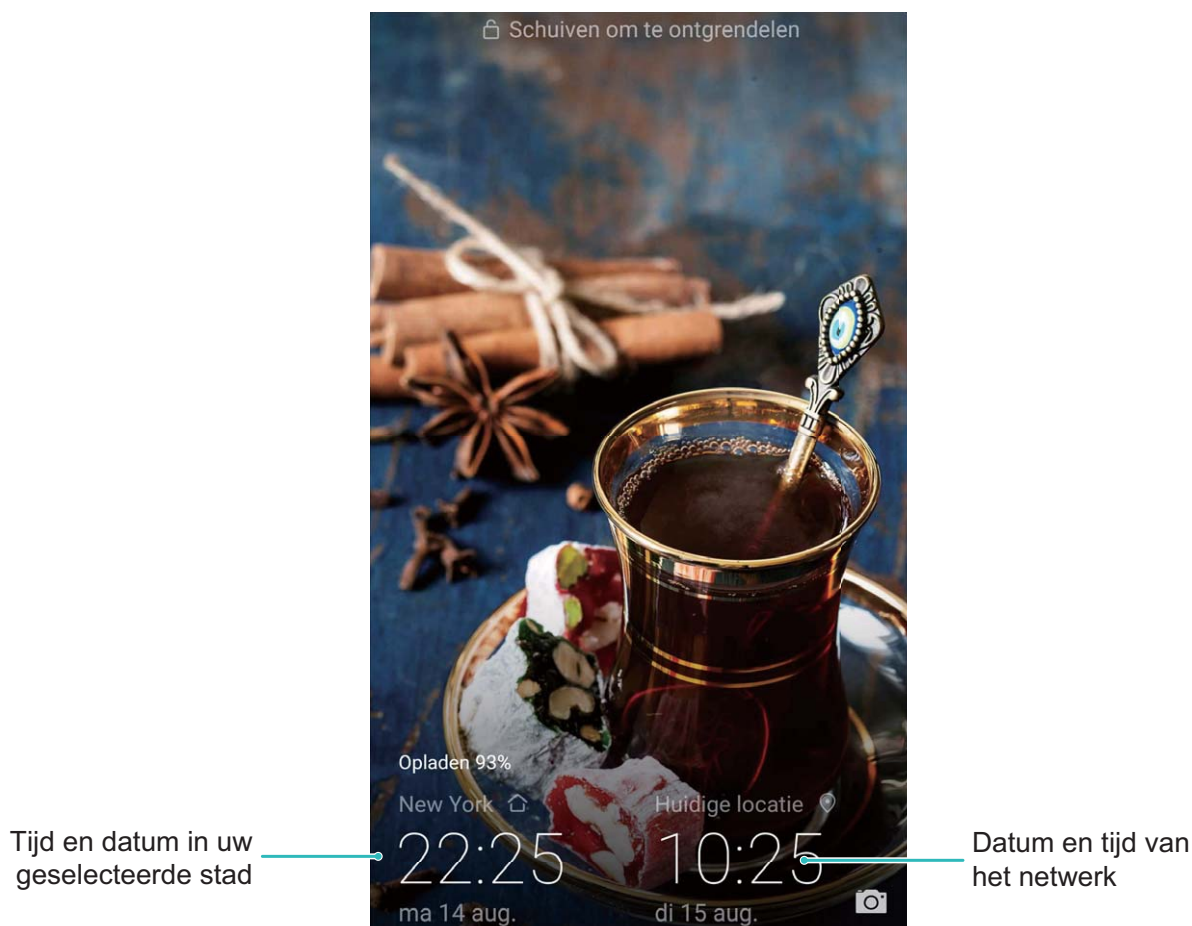 Schuiven om te ontgrendelen
Opladen 93%
New York
Huidige locatie
22:25
10:25
ma 14 aug.
di 15 aug.
Tijd en datum in uw
geselecteerde stad
Datum en tijd van
het netwerk